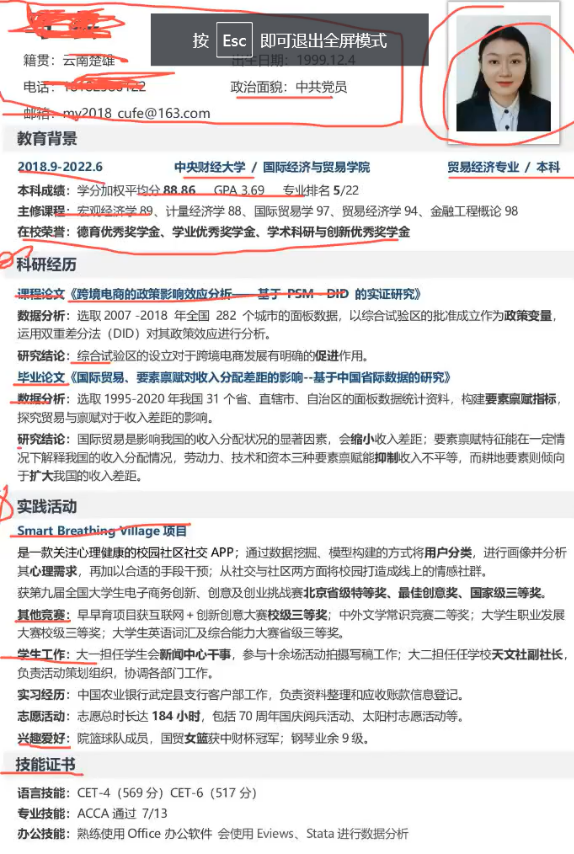 按 Esc 即可退出全屏模式
籍贯：云南楚雄 出生日期：1999.12.4
电话： 政治面貌：中共党员
邮箱：my2018_cufe@163.com
教育背景
2018.9-2022.6 中央财经大学 / 国际经济与贸易学院 贸易经济专业 / 本科
本科成绩：学分加权平均分 88.86 GPA 3.69 专业排名 5/22
主修课程：宏观经济学 89、计量经济学 88、国际贸易学 97、贸易经济学 94、金融工程概论 98
在校荣誉：德育优秀奖学金、学业优秀奖学金、学术科研与创新优秀奖学金
科研经历
课程论文《跨境电商的政策影响效应分析——基于 PSM - DID 的实证研究》
数据分析：选取 2007 -2018 年全国 282 个城市的面板数据，以综合试验区的批准成立作为政策变量，
运用双重差分法（DID）对其政策效应进行分析。
研究结论：综合试验区的设立对于跨境电商发展有明确的促进作用。
毕业论文《国际贸易、要素禀赋对收入分配差距的影响--基于中国省际数据的研究》
数据分析：选取 1995-2020 年我国 31 个省、直辖市、自治区的面板数据统计资料，构建要素禀赋指标，
探究贸易与禀赋对于收入差距的影响。
研究结论：国际贸易是影响我国的收入分配状况的显著因素，会缩小收入差距；要素禀赋特征能在一定情
况下解释我国的收入分配情况，劳动力、技术和资本三种要素禀赋能抑制收入不平等，而耕地要素则倾向
于扩大我国的收入差距。
实践活动
Smart Breathing Village 项目
是一款关注心理健康的校园社区社交 APP；通过数据挖掘、模型构建的方式将用户分类，进行画像并分析
其心理需求，再加以合适的手段干预；从社交与社区两方面将校园打造成线上的情感社群。
获第九届全国大学生电子商务创新、创意及创业挑战赛北京省级特等奖、最佳创意奖、国家级三等奖。
其他竞赛：早早育项目获互联网＋创新创意大赛校级三等奖；中外文学常识竞赛二等奖；大学生职业发展
大赛校级三等奖；大学生英语词汇及综合能力大赛省级三等奖。
学生工作：大一担任学生会新闻中心干事，参与十余场活动拍摄写稿工作；大二担任任学校天文社副社长，
负责活动策划组织，协调各部门工作。
实习经历：中国农业银行武定县支行客户部工作，负责资料整理和应收账款信息登记。
志愿活动：志愿总时长达 184 小时，包括 70 周年国庆阅兵活动、太阳村志愿活动等。
兴趣爱好：院篮球队成员，国贸女篮获中财杯冠军；钢琴业余 9 级。
技能证书
语言技能：CET-4（569 分）CET-6（517 分）
专业技能：ACCA 通过 7/13
办公技能：熟练使用 Office 办公软件 会使用 Eviews、Stata 进行数据分析